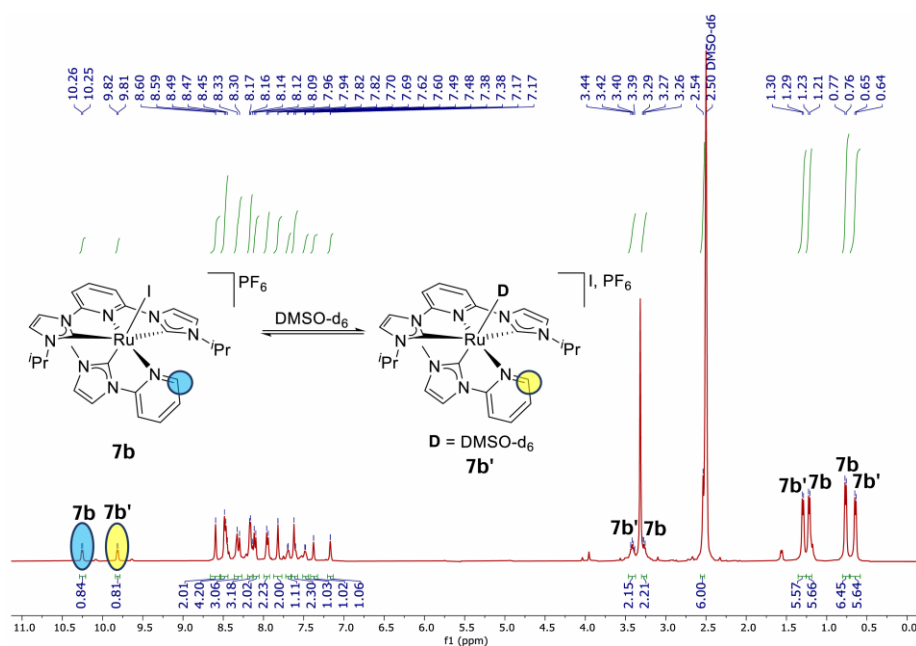 10.26 10.25 9.82 9.81 8.60 8.59 8.49 8.47 8.45 8.33 8.30 8.17 8.16 8.14 8.12 8.09 7.96 7.94 7.82 7.82 7.70 7.69 7.62 7.60 7.49 7.48 7.38 7.38 7.17 7.17 3.44 3.42 3.40 3.39 3.29 3.27 3.26 2.54 2.50 DMSO-d6 1.30 1.29 1.23 1.21 0.77 0.76 0.65 0.64
PF6
I, PF6
I
D
DMSO-d6
N N N N N
N N N N N
Ru
Ru
iPr
iPr
iPr
iPr
N N N
N N N
7b
D = DMSO-d6
7b'
7b 7b' 7b' 7b 7b' 7b 7b 7b'
0.84 0.81 2.01 4.20 3.06 3.18 2.02 2.23 2.00 1.11 2.30 1.03 1.02 1.06 2.15 2.21 6.00 5.57 5.66 6.45 5.64
11.0 10.5 10.0 9.5 9.0 8.5 8.0 7.5 7.0 6.5 6.0 5.5 5.0 4.5 4.0 3.5 3.0 2.5 2.0 1.5 1.0 0.5 0.0
f1 (ppm)